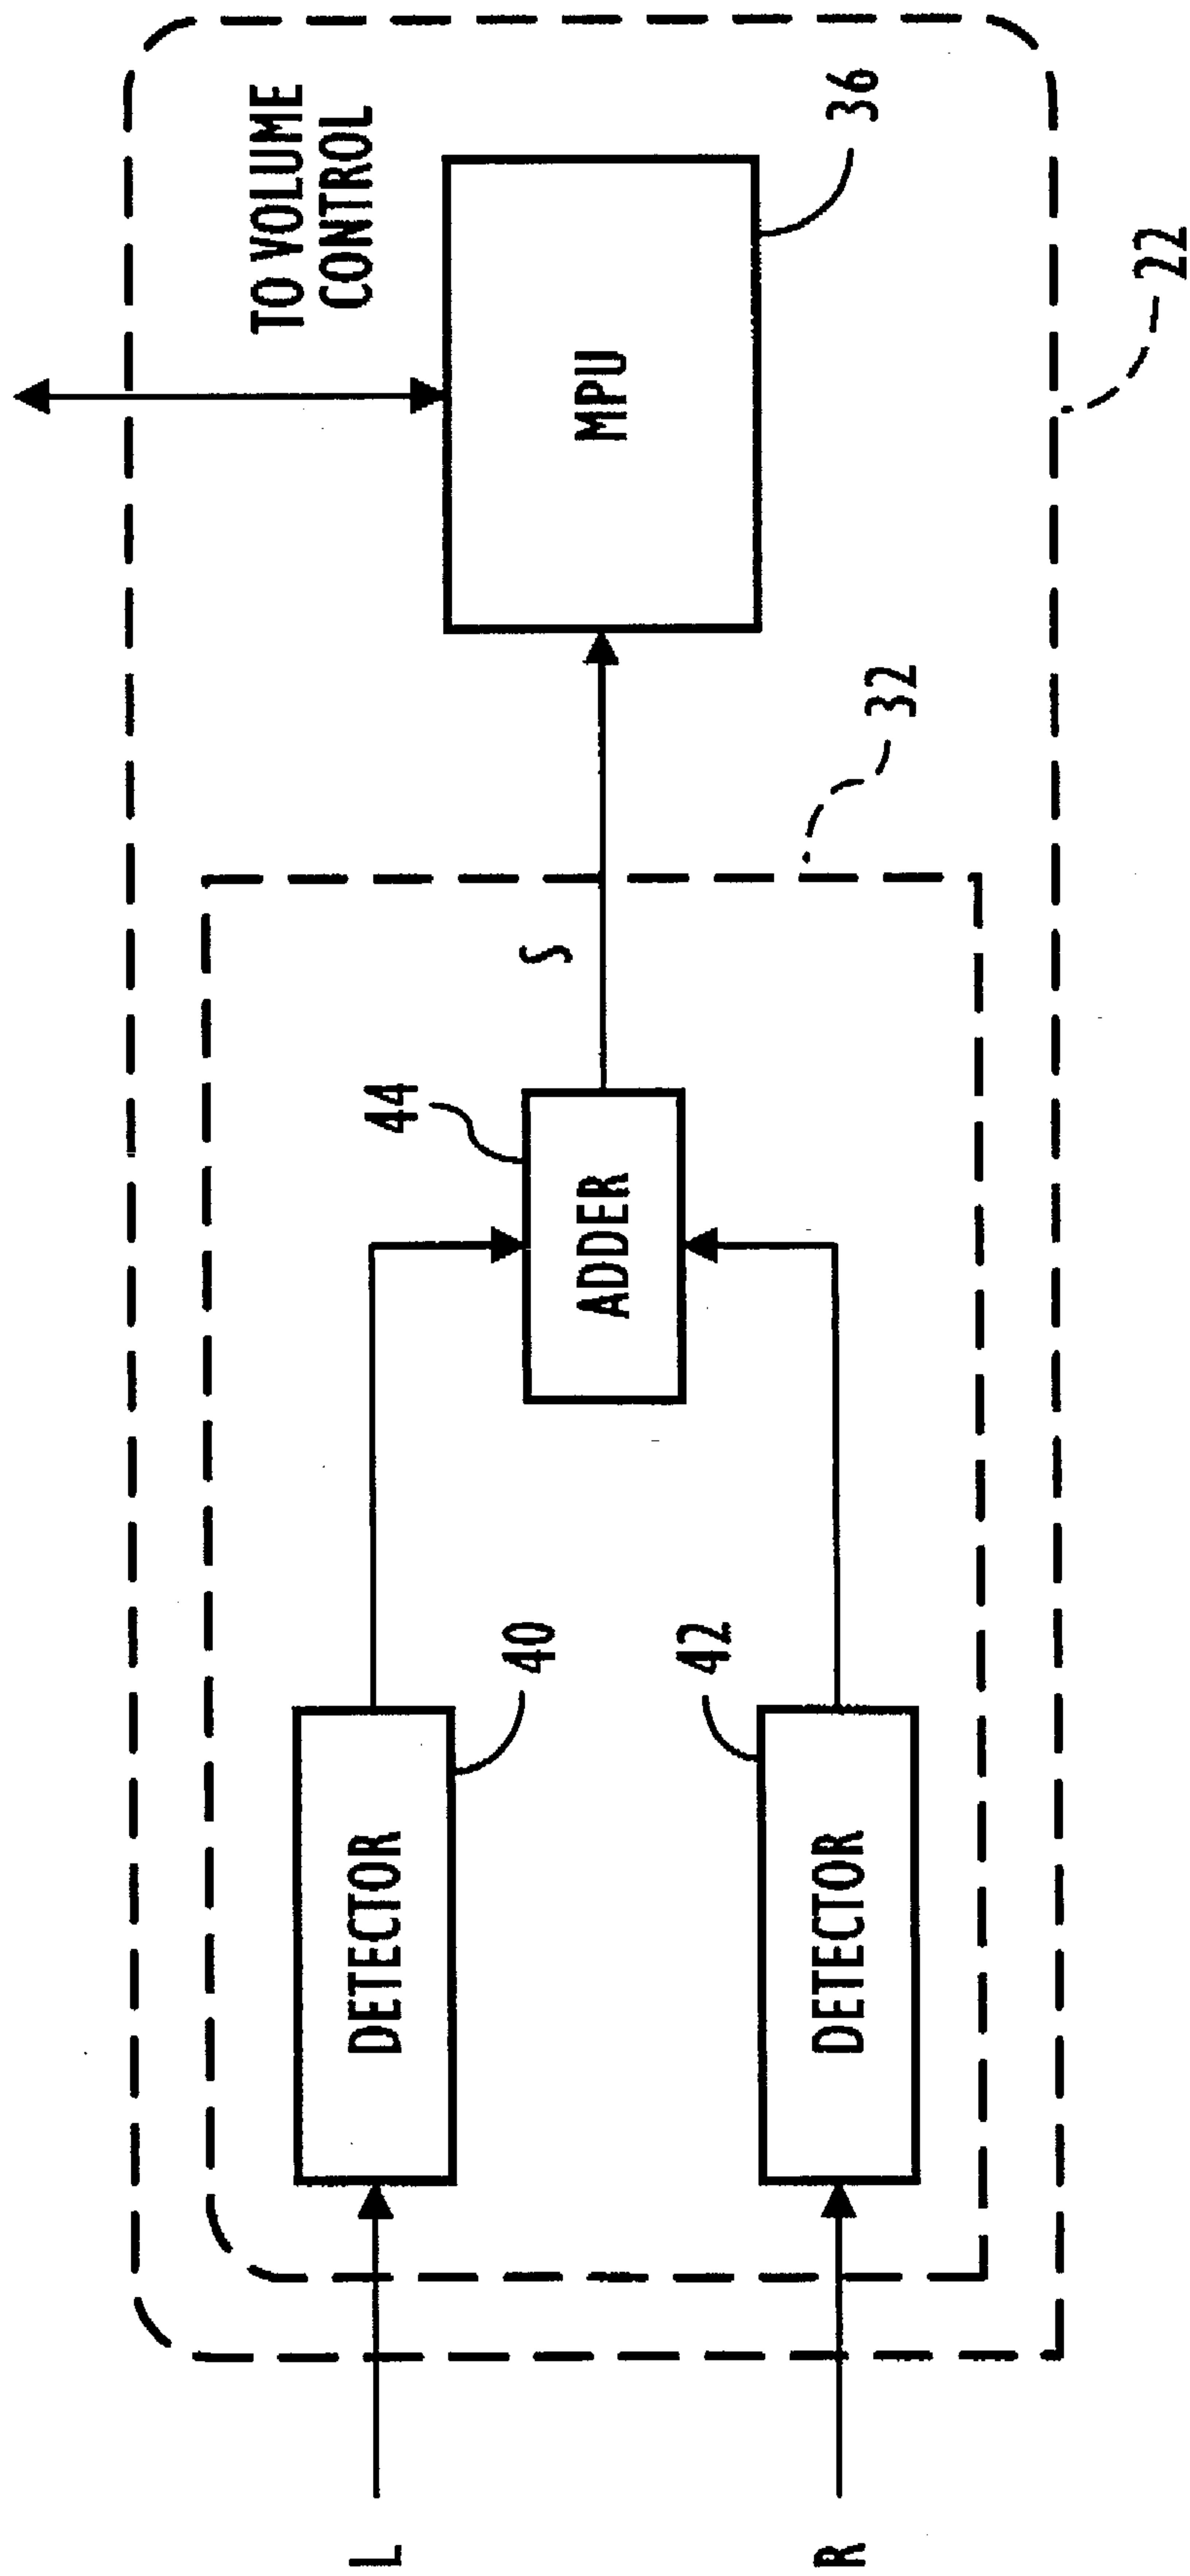 TO VOLUME
CONTROL
L
DETECTOR
40
44
ADDER
S
MPU
36
R
DETECTOR
42
32
22